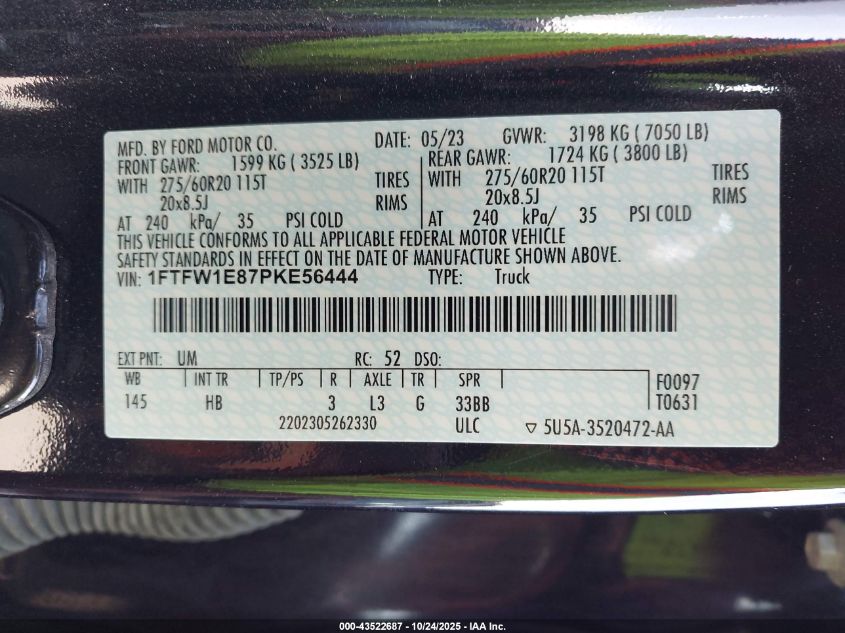 MFD. BY FORD MOTOR CO. DATE: 05/23 GVWR: 3198 KG ( 7050 LB)
FRONT GAWR: 1599 KG ( 3525 LB) REAR GAWR: 1724 KG ( 3800 LB)
WITH 275/60R20 115T TIRES WITH 275/60R20 115T TIRES
20x8.5J RIMS 20x8.5J RIMS
AT 240 kPa/ 35 PSI COLD AT 240 kPa/ 35 PSI COLD
THIS VEHICLE CONFORMS TO ALL APPLICABLE FEDERAL MOTOR VEHICLE
SAFETY STANDARDS IN EFFECT ON THE DATE OF MANUFACTURE SHOWN ABOVE.
VIN: 1FTFW1E87PKE56444 TYPE: Truck
EXT PNT: UM RC: 52 DSO:
WB INT TR TP/PS R AXLE TR SPR F0097
145 HB 3 L3 G 33BB T0631
2202305262330 ULC ▽ 5U5A-3520472-AA
000-43522687 - 10/24/2025 - IAA Inc.